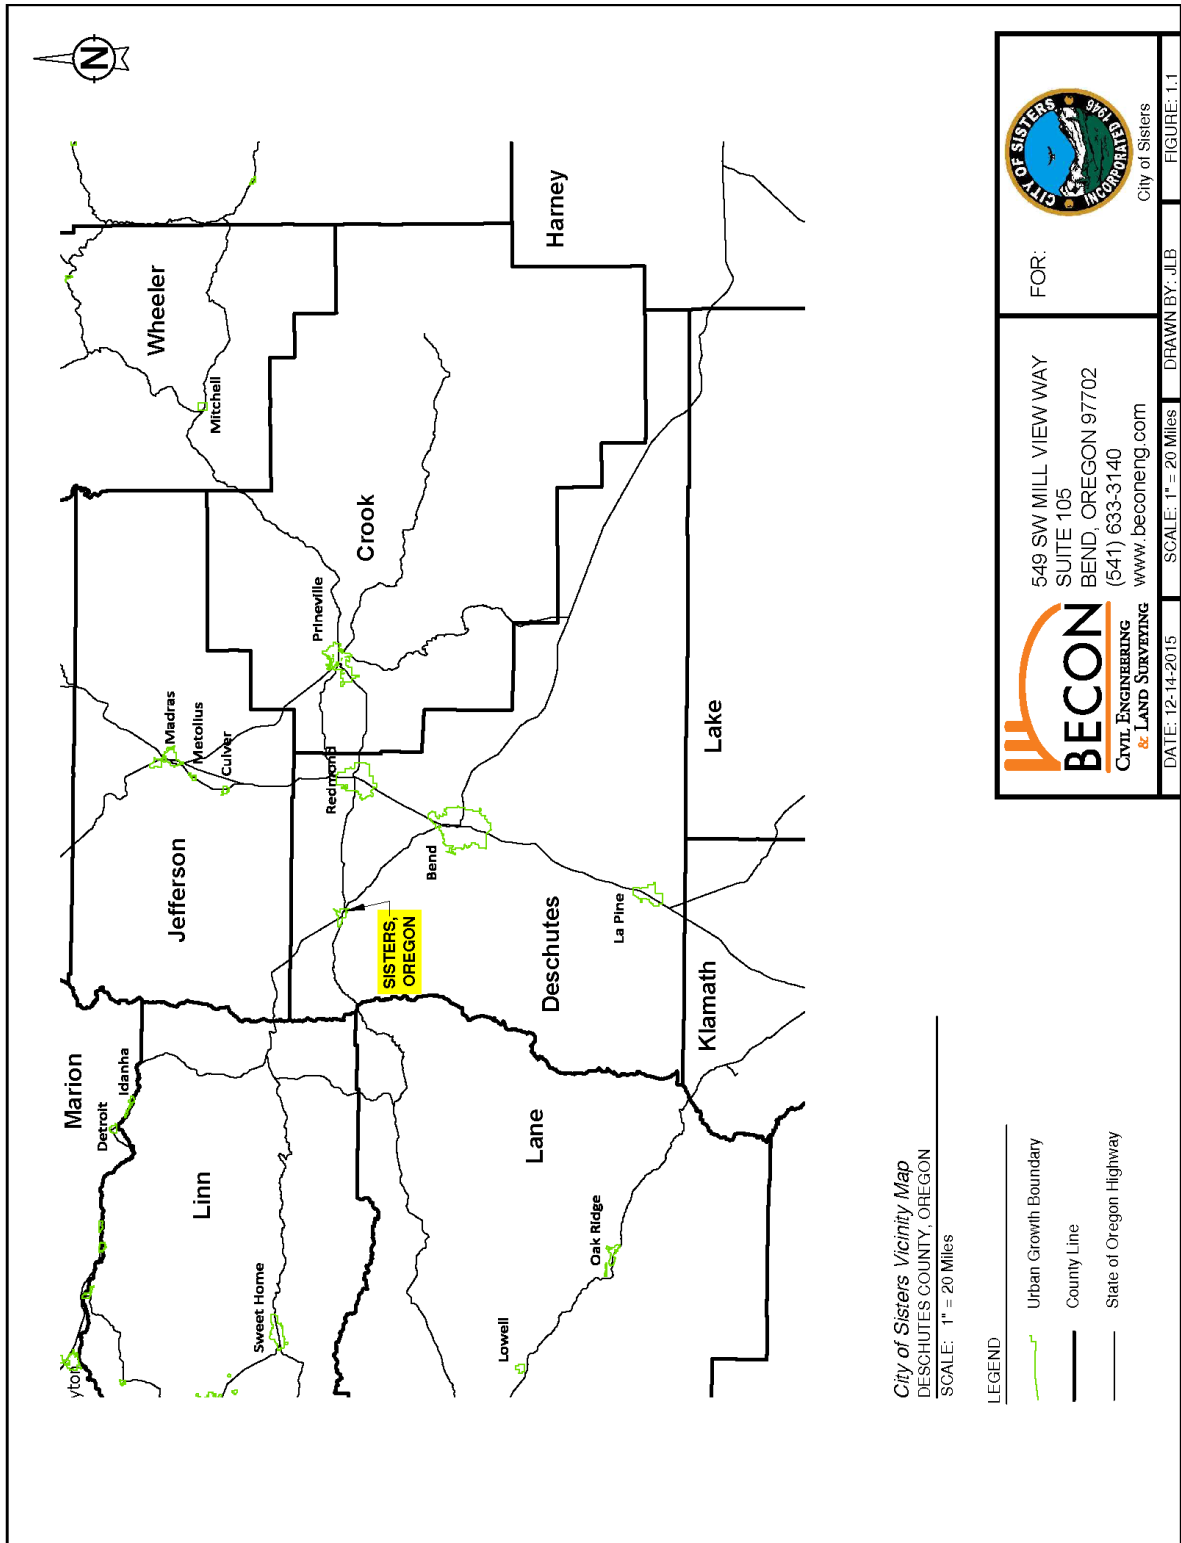 N
Marion
Detroit
Idanha
Linn
Sweet Home
yton
Jefferson
Madras
Metolius
Culver
Wheeler
Mitchell
Prineville
Crook
Redmond
SISTERS,
OREGON
Bend
Deschutes
La Pine
Lane
Oak Ridge
Lowell
Klamath
Lake
Harney
City of Sisters Vicinity Map
DESCHUTES COUNTY, OREGON
SCALE: 1" = 20 Miles
LEGEND
Urban Growth Boundary
County Line
State of Oregon Highway
BECON
CIVIL ENGINEERING
& LAND SURVEYING
549 SW MILL VIEW WAY
SUITE 105
BEND, OREGON 97702
(541) 633-3140
www.beconeng.com
FOR:
CITY OF SISTERS
INCORPORATED 1946
City of Sisters
DATE: 12-14-2015
SCALE: 1" = 20 Miles
DRAWN BY: JLB
FIGURE: 1.1